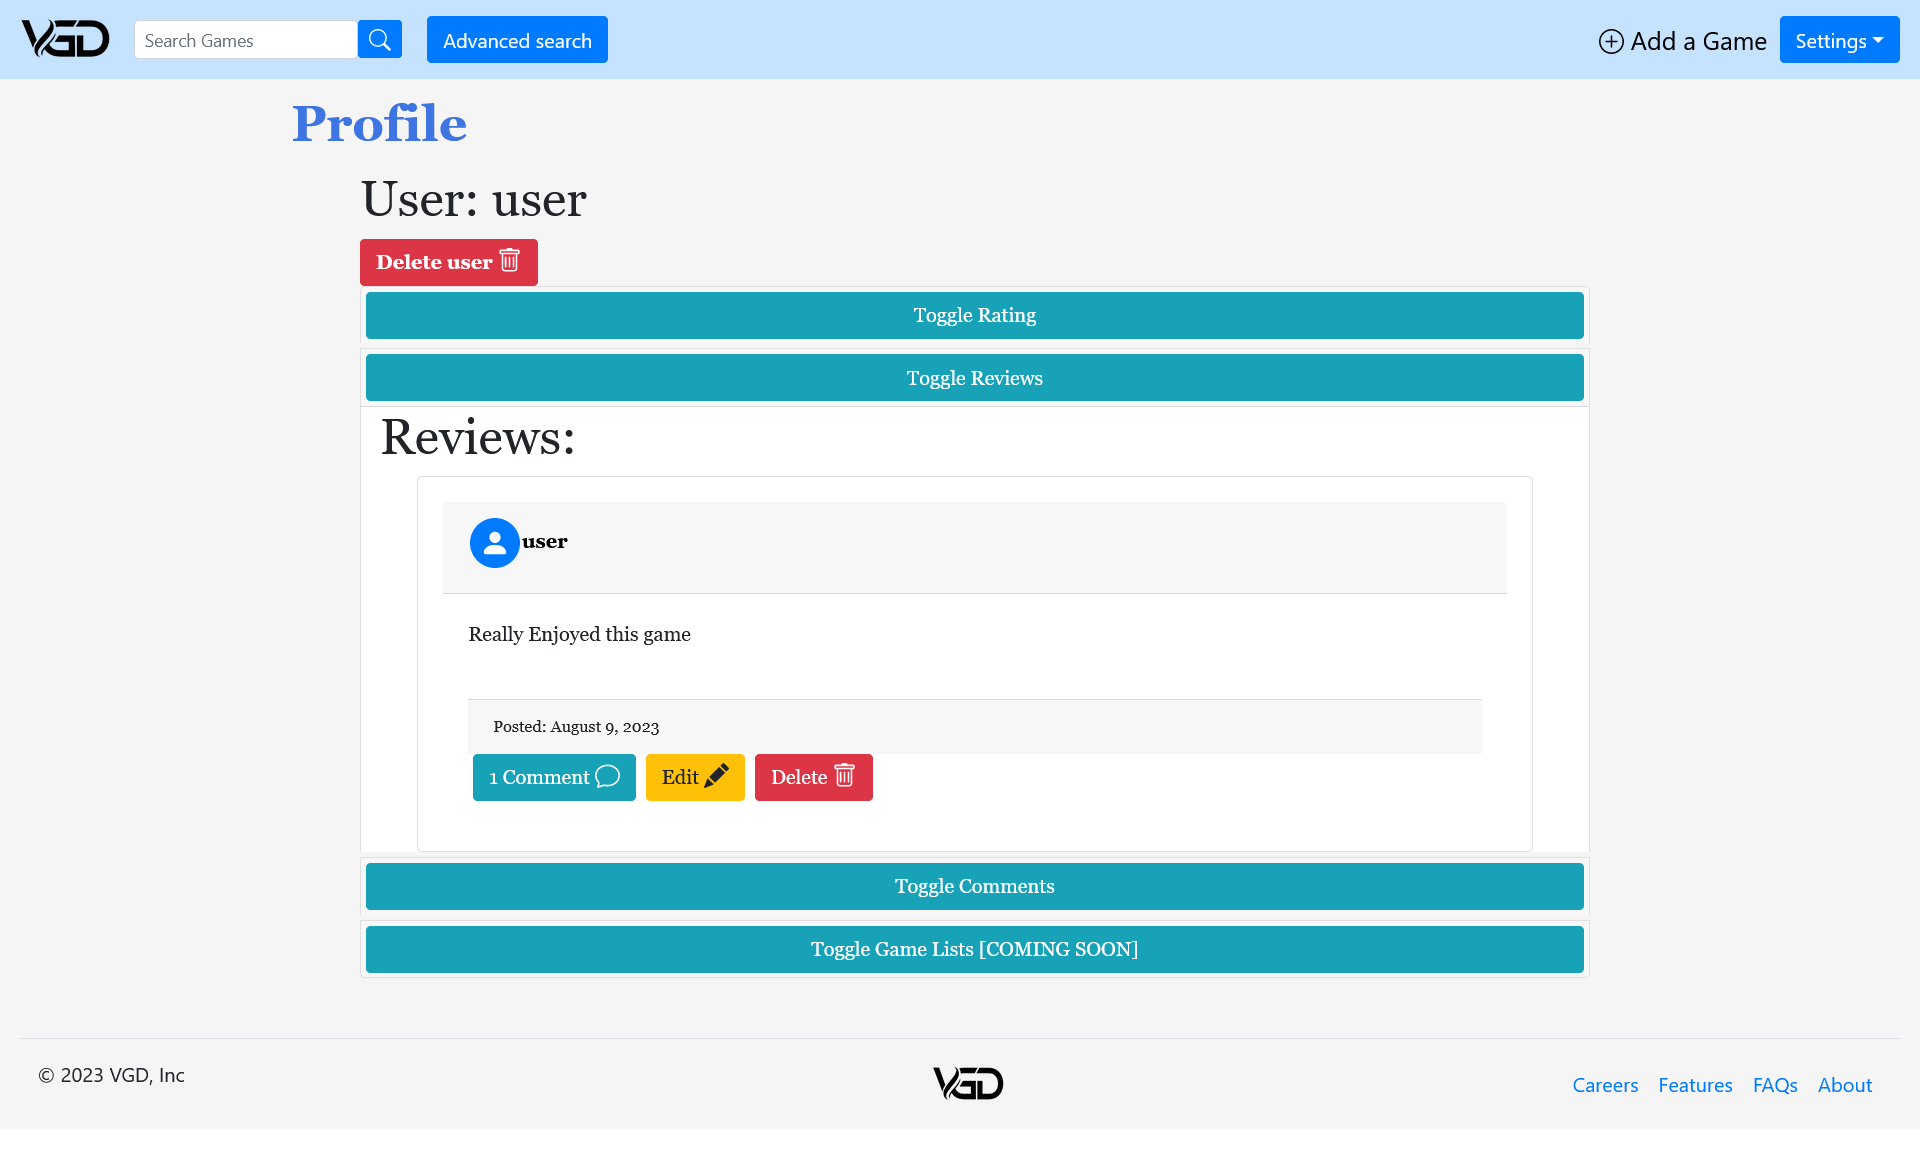 VGD
Search Games
Advanced search
Add a Game
Settings
Profile
User: user
Delete user
Toggle Rating
Toggle Reviews
Reviews:
user
Really Enjoyed this game
Posted: August 9, 2023
1 Comment
Edit
Delete
Toggle Comments
Toggle Game Lists [COMING SOON]
© 2023 VGD, Inc
VGD
Careers Features FAQs About